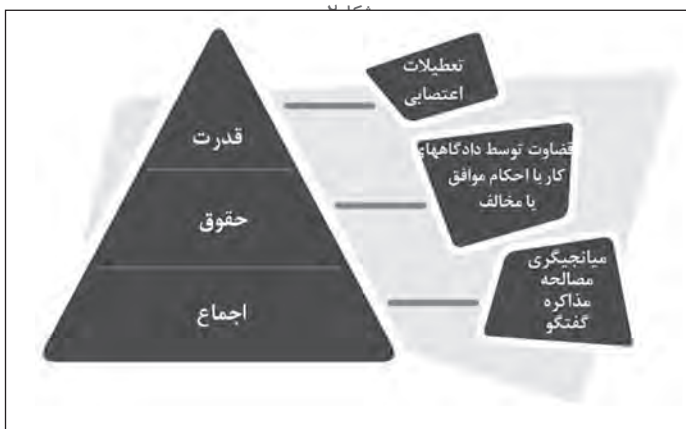 تعطیلات
اعتصابی
قدرت
قضاوت توسط دادگاههای
کار با احکام موافق
یا مخالف
حقوق
میانجیگری
مصالحه
مذاکره
گفتگو
اجماع